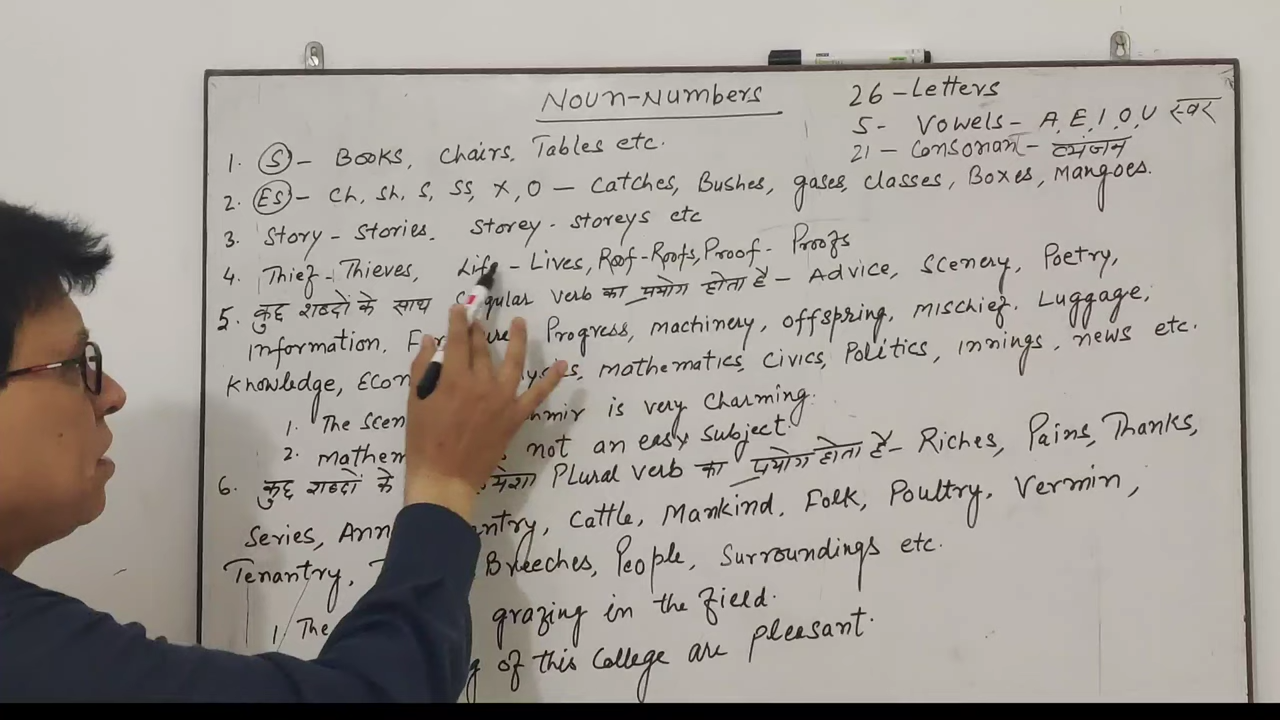 Noun-Numbers
26 - Letters
5 - Vowels - A, E, I, O, U स्वर
21 - Consonan - व्यंजन
1. (S) - Books, Chairs, Tables etc.
2. (ES) - Ch, Sh, S, SS, X, O - Catches, Bushes, gases, classes, Boxes, Mangoes.
3. Story - Stories. Storey - Storeys etc
4. Thief - Thieves, Life - Lives, Roof - Roofs, Proof - Proofs
5. कुछ शब्दों के साथ Singular verb का प्रयोग होता है - Advice, Scenery, Poetry,
Information, Progress, Machinery, Offspring, Mischief, Luggage,
Knowledge, Mathematics, Civics, Politics, Innings, news etc.
1. The is very Charming.
2. not an easy Subject.
6. कुछ शब्दों के Plural verb का प्रयोग होता है - Riches, Pains, Thanks,
Series, Cattle, Mankind, Folk, Poultry, Vermin,
Tenantry, Breeches, People, Surroundings etc.
1. The grazing in the field.
of this College are pleasant.